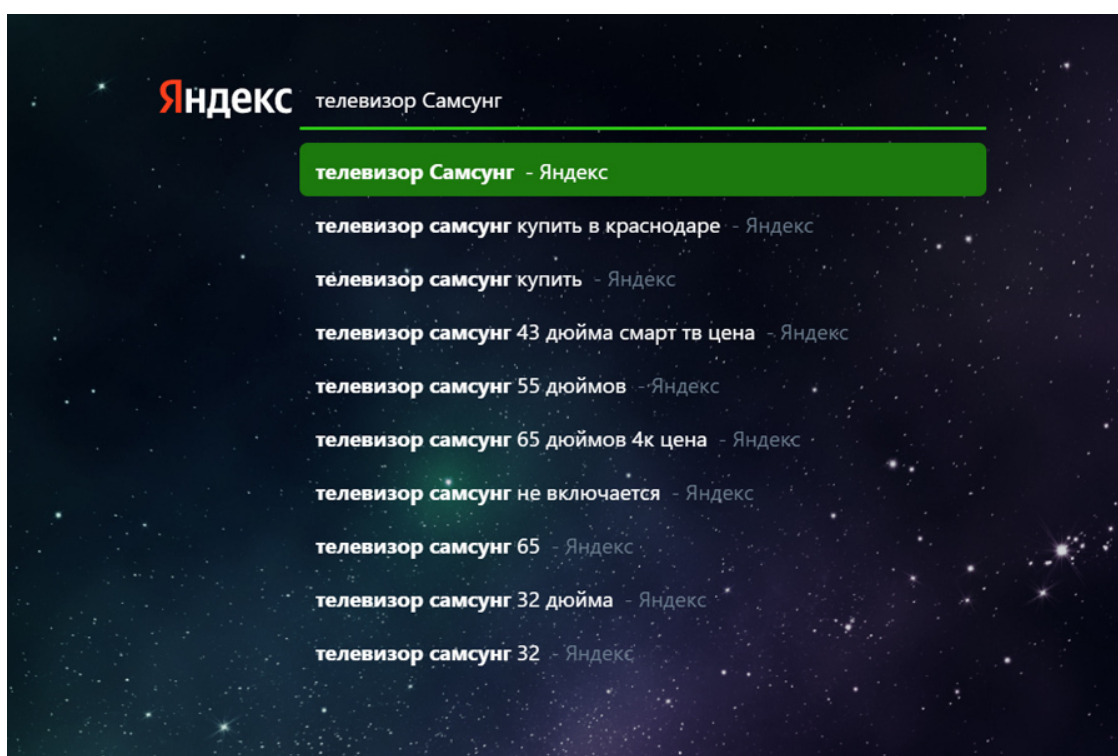 Яндекс телевизор Самсунг
телевизор Самсунг - Яндекс
телевизор самсунг купить в краснодаре - Яндекс
телевизор самсунг купить - Яндекс
телевизор самсунг 43 дюйма смарт тв цена - Яндекс
телевизор самсунг 55 дюймов - Яндекс
телевизор самсунг 65 дюймов 4к цена - Яндекс
телевизор самсунг не включается - Яндекс
телевизор самсунг 65 - Яндекс
телевизор самсунг 32 дюйма - Яндекс
телевизор самсунг 32 - Яндекс